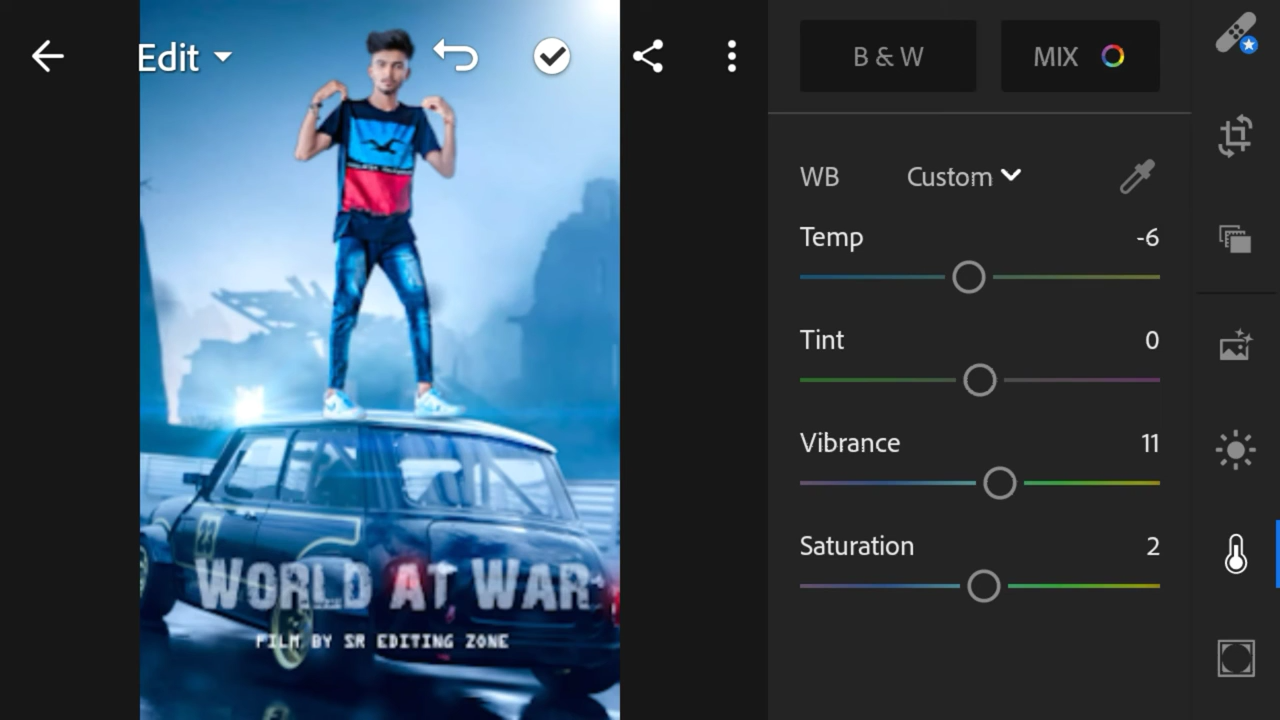 Edit
B & W
MIX
WB
Custom
Temp
-6
Tint
0
Vibrance
11
Saturation
2
23
WORLD AT WAR
FILM BY SR EDITING ZONE